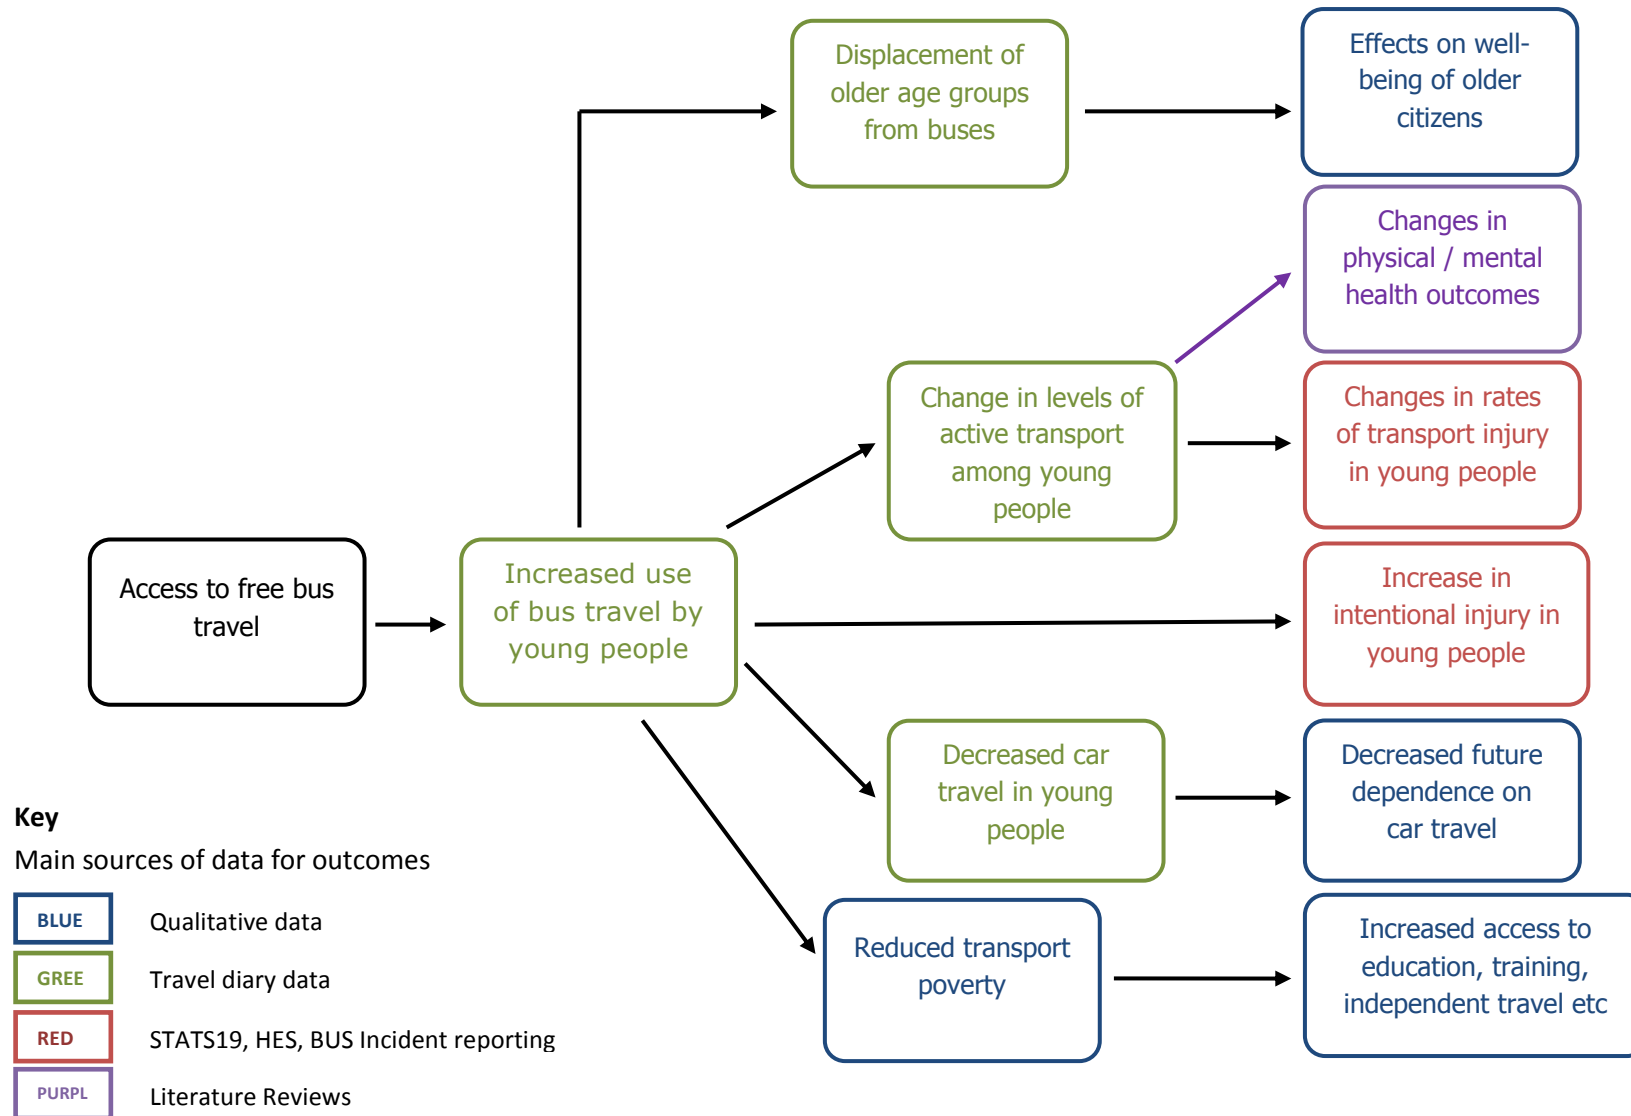 Displacement of
older age groups
from buses
Effects on well-
being of older
citizens
Changes in
physical / mental
health outcomes
Change in levels of
active transport
among young
people
Changes in rates
of transport injury
in young people
Access to free bus
travel
Increased use
of bus travel by
young people
Increase in
intentional injury in
young people
Decreased car
travel in young
people
Decreased future
dependence on
car travel
Reduced transport
poverty
Increased access to
education, training,
independent travel etc
Key
Main sources of data for outcomes
BLUE Qualitative data
GREE Travel diary data
RED STATS19, HES, BUS Incident reporting
PURPL Literature Reviews